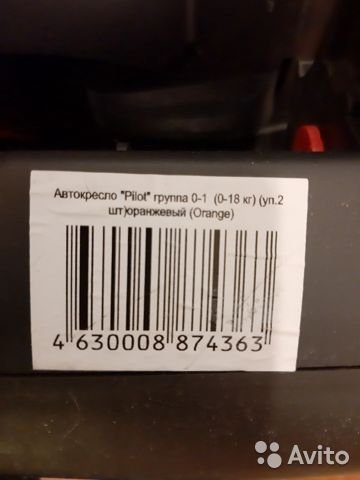 Автокресло "Pilot" группа 0-1 (0-18 кг) (уп.2
шт)оранжевый (Orange)
4 630008 874363
Avito